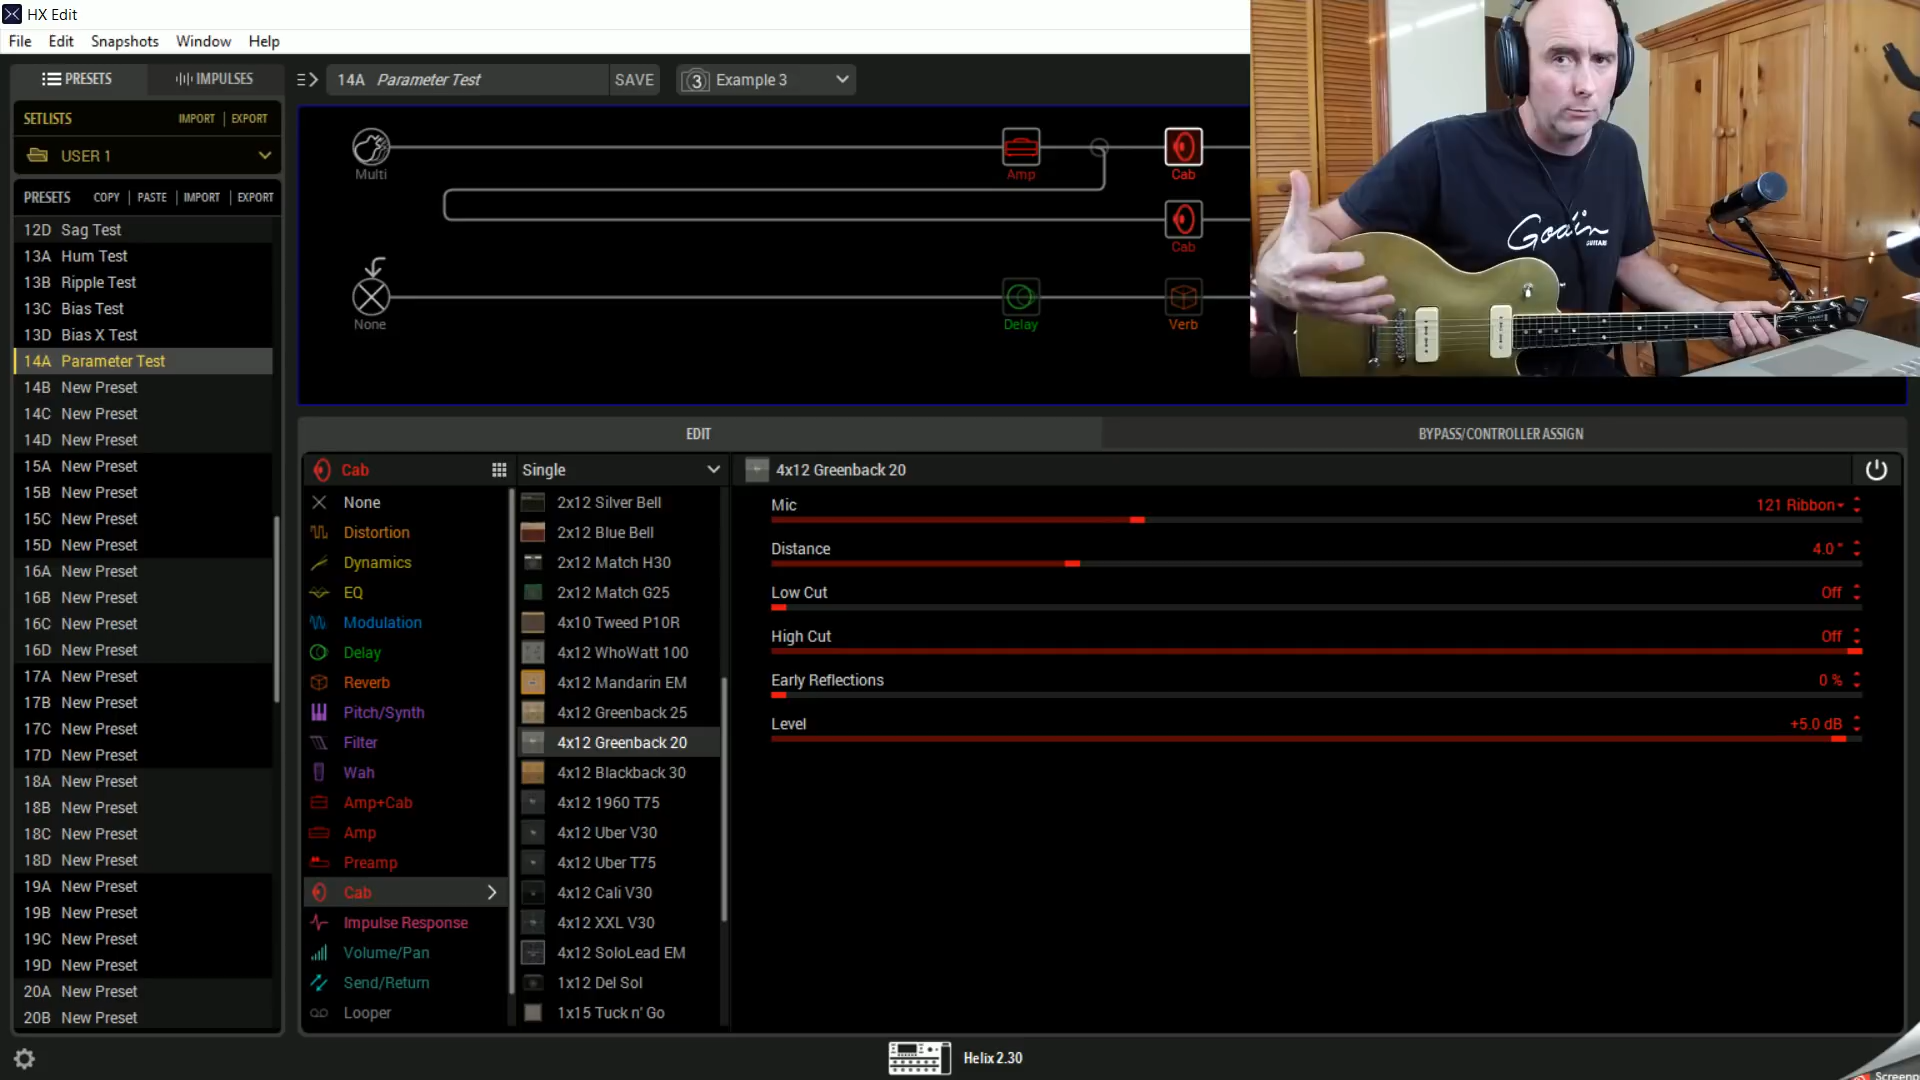 HX Edit
File Edit Snapshots Window Help
PRESETS IMPULSES
14A Parameter Test SAVE 3 Example 3
SETLISTS IMPORT | EXPORT
USER 1
PRESETS COPY | PASTE | IMPORT | EXPORT
12D Sag Test
13A Hum Test
13B Ripple Test
13C Bias Test
13D Bias X Test
14A Parameter Test
14B New Preset
14C New Preset
14D New Preset
15A New Preset
15B New Preset
15C New Preset
15D New Preset
16A New Preset
16B New Preset
16C New Preset
16D New Preset
17A New Preset
17B New Preset
17C New Preset
17D New Preset
18A New Preset
18B New Preset
18C New Preset
18D New Preset
19A New Preset
19B New Preset
19C New Preset
19D New Preset
20A New Preset
20B New Preset
Multi
Amp
Cab
Cab
None
Delay
Verb
Godin
GUITARS
EDIT
BYPASS/CONTROLLER ASSIGN
Cab
None
Distortion
Dynamics
EQ
Modulation
Delay
Reverb
Pitch/Synth
Filter
Wah
Amp+Cab
Amp
Preamp
Cab
Impulse Response
Volume/Pan
Send/Return
Looper
Single
2x12 Silver Bell
2x12 Blue Bell
2x12 Match H30
2x12 Match G25
4x10 Tweed P10R
4x12 WhoWatt 100
4x12 Mandarin EM
4x12 Greenback 25
4x12 Greenback 20
4x12 Blackback 30
4x12 1960 T75
4x12 Uber V30
4x12 Uber T75
4x12 Cali V30
4x12 XXL V30
4x12 SoloLead EM
1x12 Del Sol
1x15 Tuck n' Go
4x12 Greenback 20
Mic 121 Ribbon
Distance 4.0 "
Low Cut Off
High Cut Off
Early Reflections 0 %
Level +5.0 dB
Helix 2.30